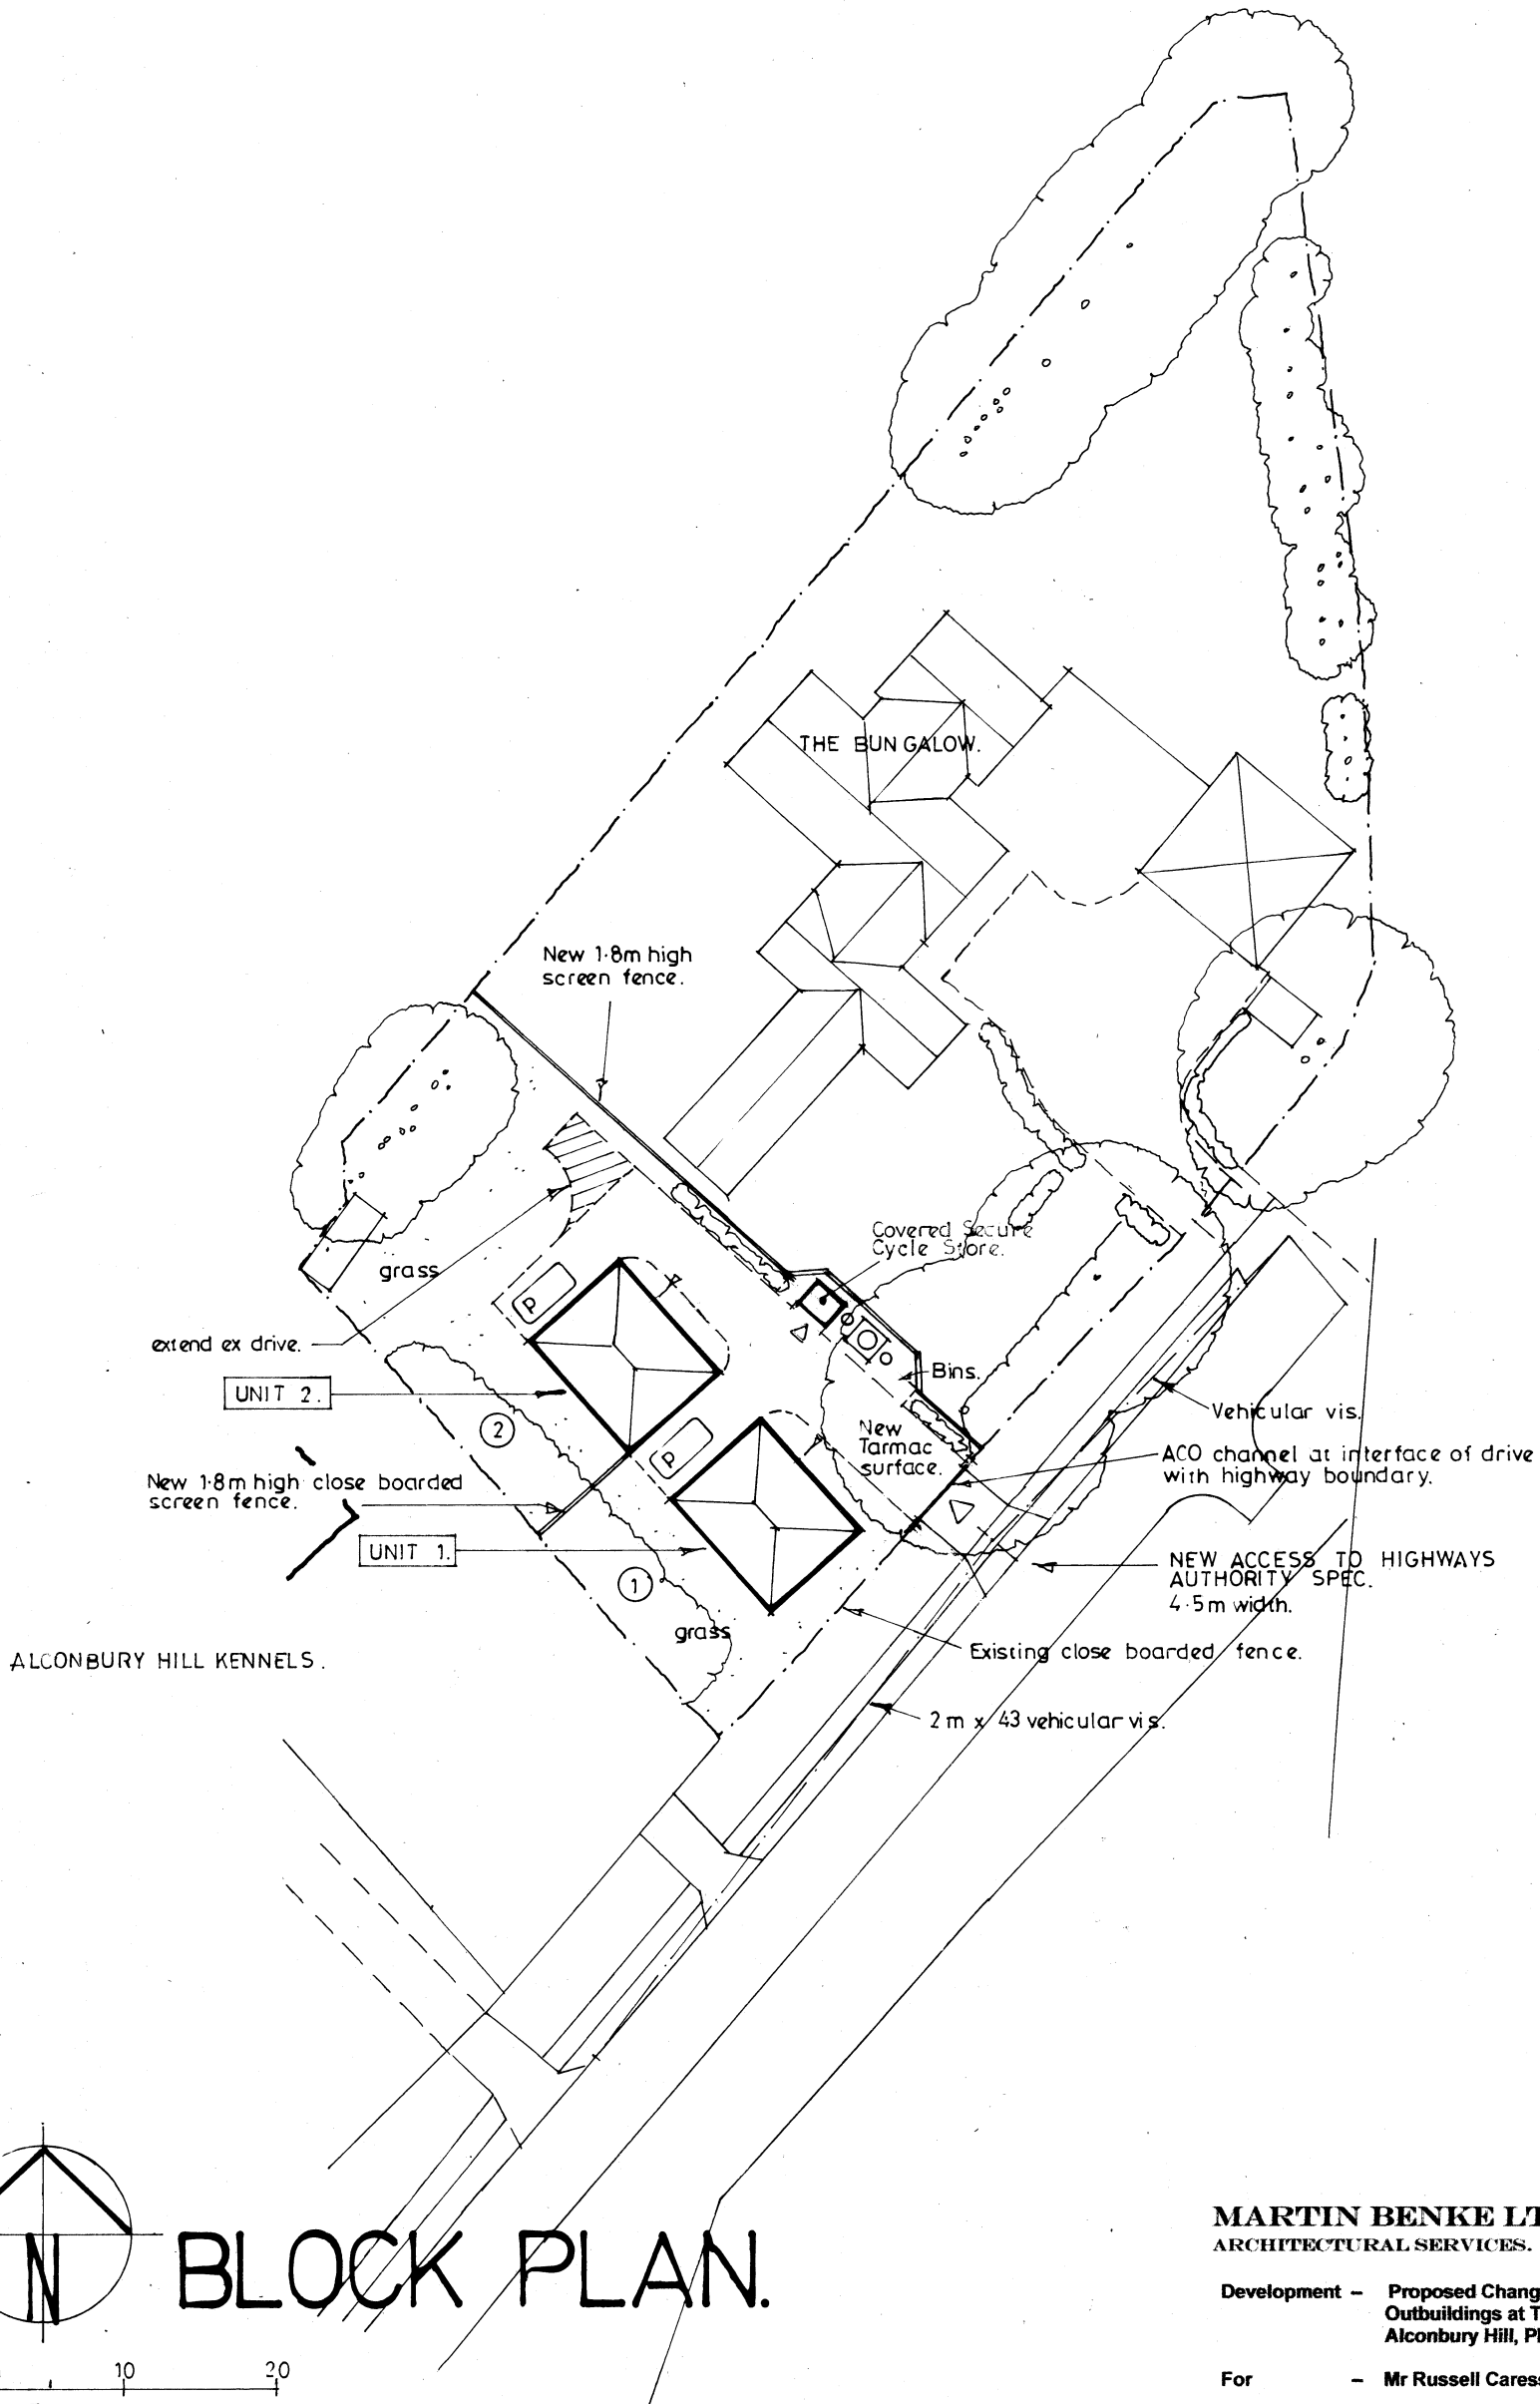 THE BUNGALOW.
New 1·8m high
screen fence.
Covered Secure
Cycle Store.
grass
P
extend ex drive.
UNIT 2.
Bins.
2
P
Vehicular vis.
New
Tarmac
surface.
ACO channel at interface of drive
with highway boundary.
New 1·8m high close boarded
screen fence.
UNIT 1.
NEW ACCESS TO HIGHWAYS
AUTHORITY SPEC.
4·5m width.
1
grass
Existing close boarded fence.
ALCONBURY HILL KENNELS.
2m x 43 vehicular vis.
N
BLOCK PLAN.
10 20
MARTIN BENKE LT
ARCHITECTURAL SERVICES.
Development – Proposed Chang
Outbuildings at T
Alconbury Hill, Pl
For – Mr Russell Cares